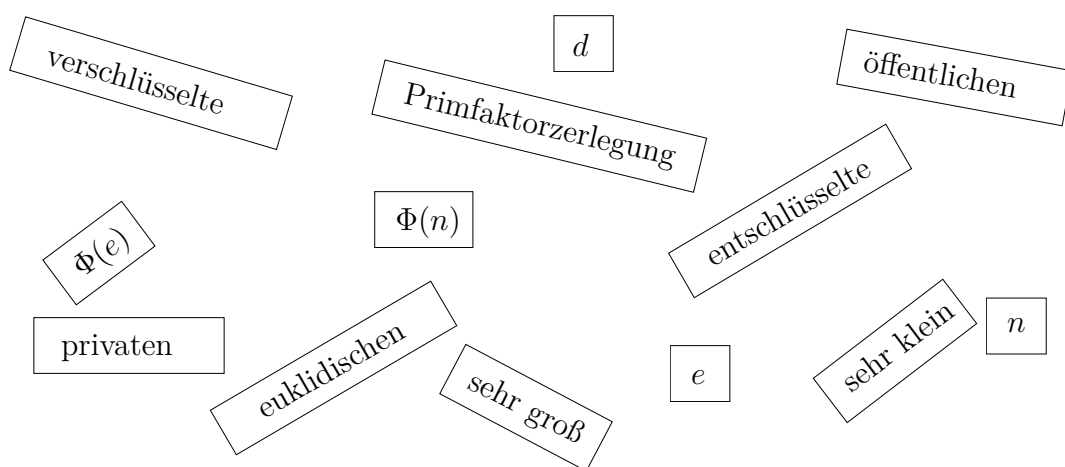 d
verschlüsselte
öffentlichen
Primfaktorzerlegung
entschlüsselte
Φ(n)
Φ(e)
privaten
euklidischen
sehr groß
e
sehr klein
n